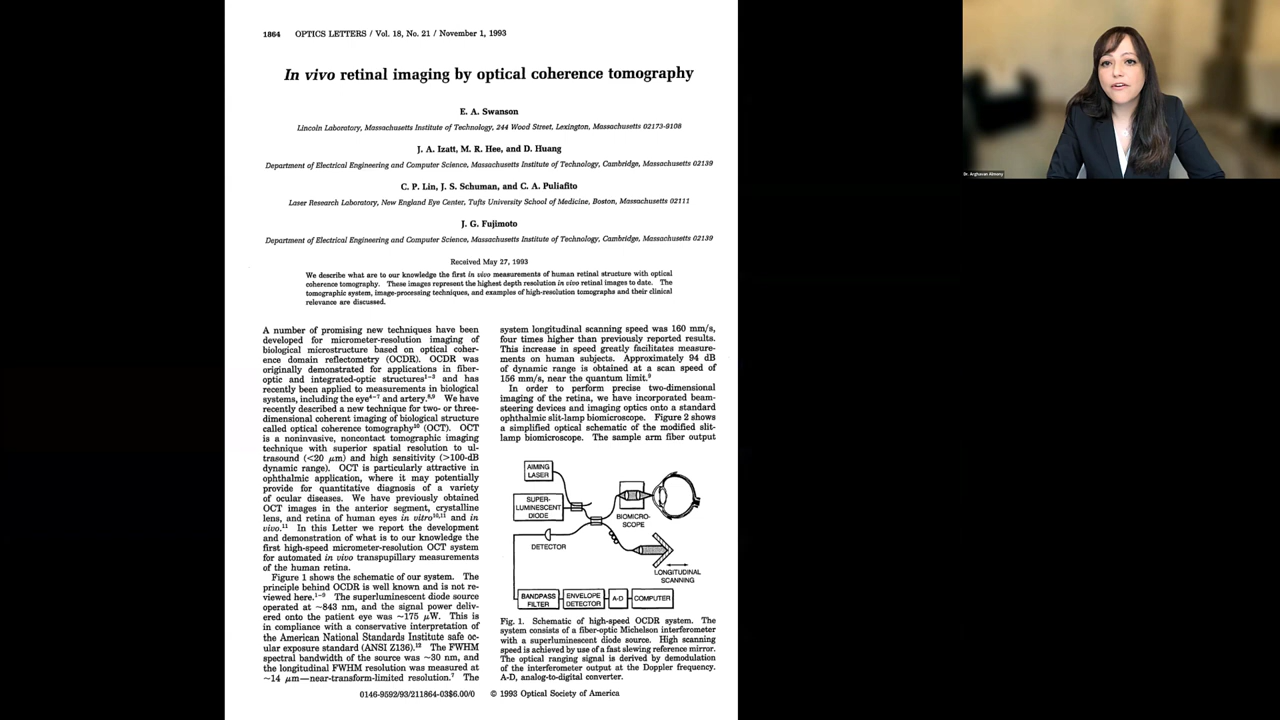 1864 OPTICS LETTERS / Vol. 18, No. 21 / November 1, 1993
In vivo retinal imaging by optical coherence tomography
E. A. Swanson
Lincoln Laboratory, Massachusetts Institute of Technology, 244 Wood Street, Lexington, Massachusetts 02173-9108
J. A. Izatt, M. R. Hee, and D. Huang
Department of Electrical Engineering and Computer Science, Massachusetts Institute of Technology, Cambridge, Massachusetts 02139
C. P. Lin, J. S. Schuman, and C. A. Puliafito
Laser Research Laboratory, New England Eye Center, Tufts University School of Medicine, Boston, Massachusetts 02111
J. G. Fujimoto
Department of Electrical Engineering and Computer Science, Massachusetts Institute of Technology, Cambridge, Massachusetts 02139
Received May 27, 1993
We describe what are to our knowledge the first in vivo measurements of human retinal structure with optical
coherence tomography. These images represent the highest depth resolution in vivo retinal images to date. The
tomographic system, image-processing techniques, and examples of high-resolution tomographs and their clinical
relevance are discussed.
A number of promising new techniques have been
developed for micrometer-resolution imaging of
biological microstructure based on optical coher-
ence domain reflectometry (OCDR). OCDR was
originally demonstrated for applications in fiber-
optic and integrated-optic structures¹⁻³ and has
recently been applied to measurements in biological
systems, including the eye⁴⁻⁷ and artery.⁸,⁹ We have
recently described a new technique for two- or three-
dimensional coherent imaging of biological structure
called optical coherence tomography¹⁰ (OCT). OCT
is a noninvasive, noncontact tomographic imaging
technique with superior spatial resolution to ul-
trasound (<20 μm) and high sensitivity (>100-dB
dynamic range). OCT is particularly attractive in
ophthalmic application, where it may potentially
provide for quantitative diagnosis of a variety
of ocular diseases. We have previously obtained
OCT images in the anterior segment, crystalline
lens, and retina of human eyes in vitro¹⁰,¹¹ and in
vivo.¹¹ In this Letter we report the development
and demonstration of what is to our knowledge the
first high-speed micrometer-resolution OCT system
for automated in vivo transpupillary measurements
of the human retina.
Figure 1 shows the schematic of our system. The
principle behind OCDR is well known and is not re-
viewed here.¹⁻⁹ The superluminescent diode source
operated at ~843 nm, and the signal power deliv-
ered onto the patient eye was ~175 μW. This is
in compliance with a conservative interpretation of
the American National Standards Institute safe oc-
ular exposure standard (ANSI Z136).¹² The FWHM
spectral bandwidth of the source was ~30 nm, and
the longitudinal FWHM resolution was measured at
~14 μm—near-transform-limited resolution.⁷ The
system longitudinal scanning speed was 160 mm/s,
four times higher than previously reported results.
This increase in speed greatly facilitates measure-
ments on human subjects. Approximately 94 dB
of dynamic range is obtained at a scan speed of
156 mm/s, near the quantum limit.⁹
In order to perform precise two-dimensional
imaging of the retina, we have incorporated beam-
steering devices and imaging optics onto a standard
ophthalmic slit-lamp biomicroscope. Figure 2 shows
a simplified optical schematic of the modified slit-
lamp biomicroscope. The sample arm fiber output
AIMING
LASER
SUPER-
LUMINESCENT
DIODE
BIOMICRO-
SCOPE
DETECTOR
LONGITUDINAL
SCANNING
BANDPASS
FILTER
ENVELOPE
DETECTOR
A-D
COMPUTER
Fig. 1. Schematic of high-speed OCDR system. The
system consists of a fiber-optic Michelson interferometer
with a superluminescent diode source. High scanning
speed is achieved by use of a fast slewing reference mirror.
The optical ranging signal is derived by demodulation
of the interferometer output at the Doppler frequency.
A-D, analog-to-digital converter.
0146-9592/93/211864-03$6.00/0 © 1993 Optical Society of America
Dr. Arghavan Almony